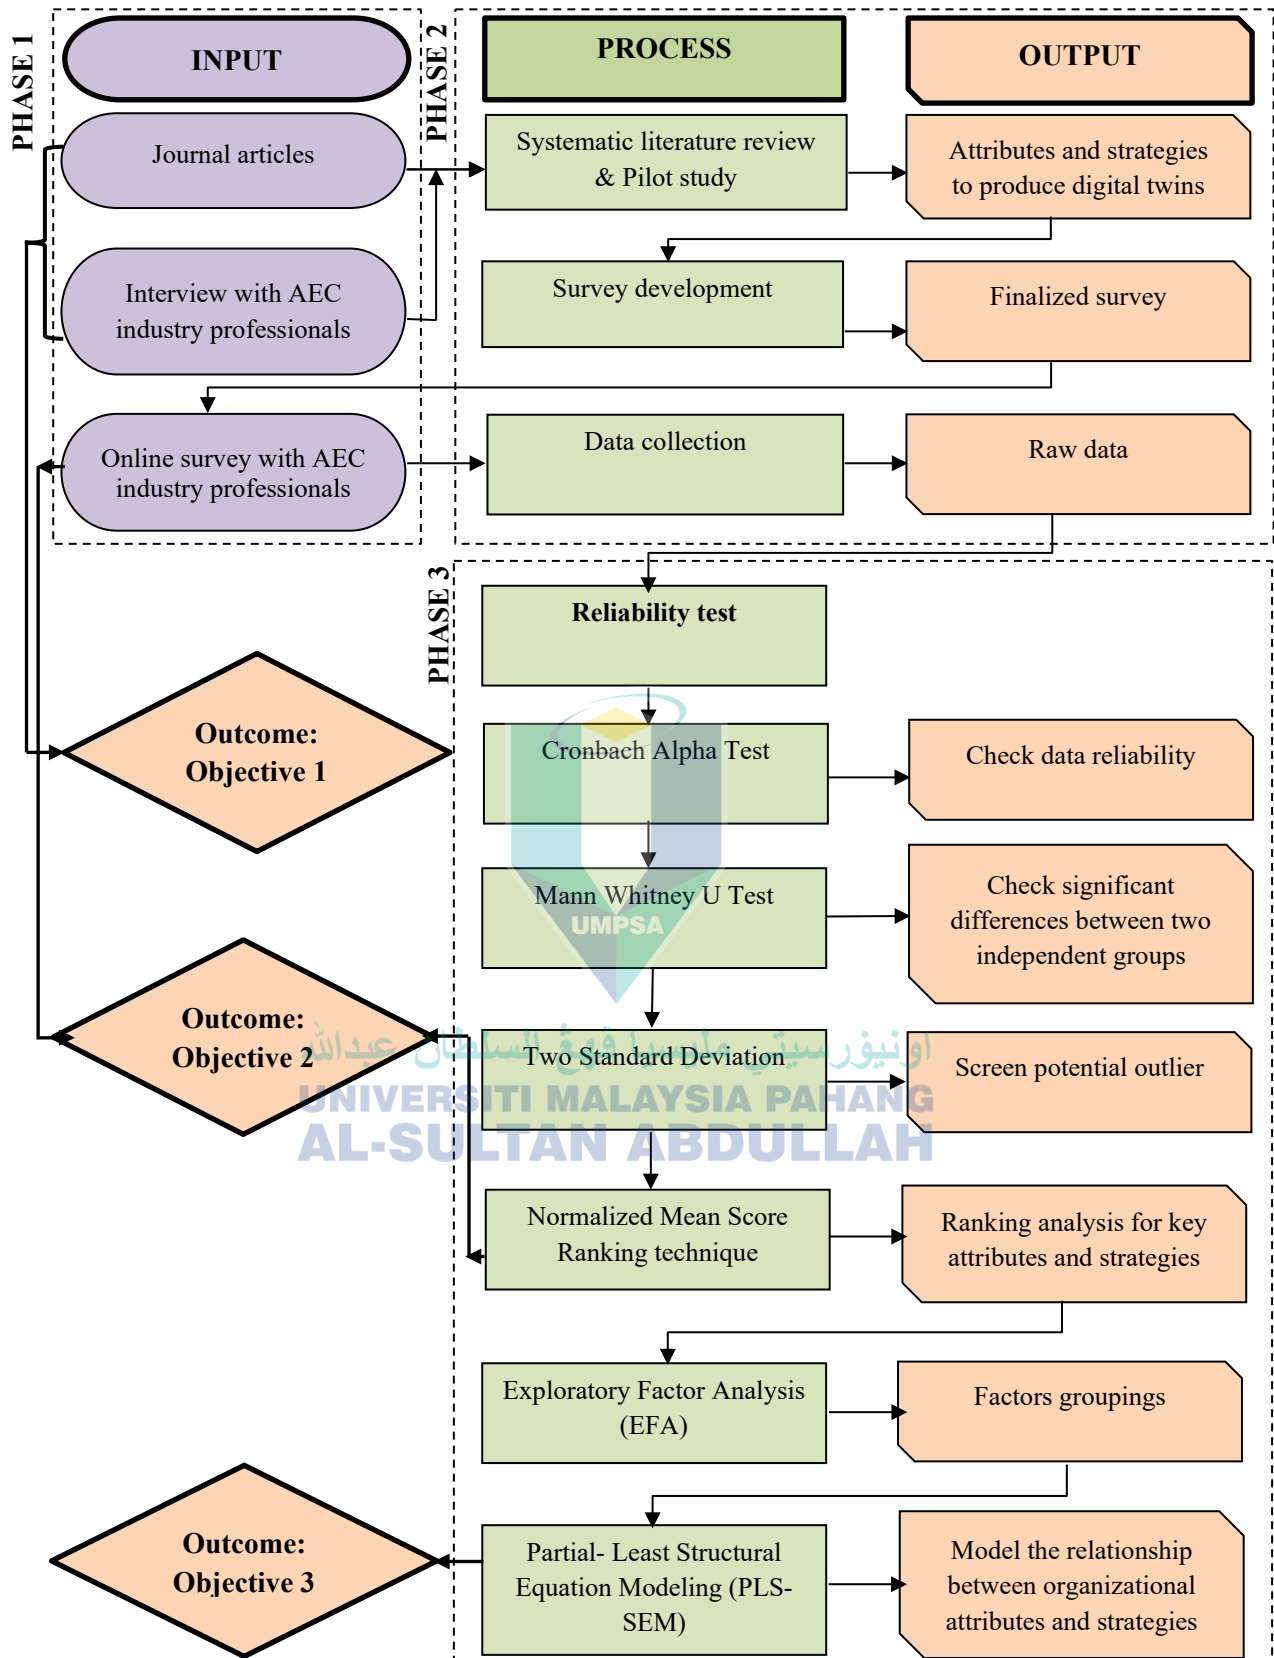 PHASE 1
INPUT
PHASE 2
PROCESS
OUTPUT
Journal articles
Systematic literature review
& Pilot study
Attributes and strategies
to produce digital twins
Interview with AEC
industry professionals
Survey development
Finalized survey
Online survey with AEC
industry professionals
Data collection
Raw data
PHASE 3
Reliability test
Outcome:
Objective 1
Cronbach Alpha Test
Check data reliability
Mann Whitney U Test
UMPSA
Check significant
differences between two
independent groups
Outcome:
Objective 2
Two Standard Deviation
Screen potential outlier
اونيۏرسيتي مليسيا ڤهڠ السلطان عبدالله
UNIVERSITI MALAYSIA PAHANG
AL-SULTAN ABDULLAH
Normalized Mean Score
Ranking technique
Ranking analysis for key
attributes and strategies
Exploratory Factor Analysis
(EFA)
Factors groupings
Outcome:
Objective 3
Partial- Least Structural
Equation Modeling (PLS-
SEM)
Model the relationship
between organizational
attributes and strategies